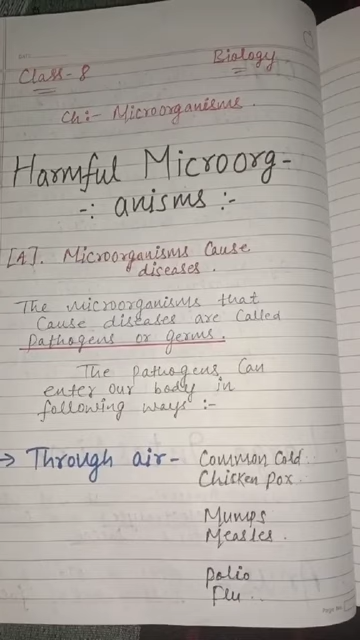 Class - 8
Biology
Ch:- Microorganisms.
Harmful Microorg-
-: anisms :-
[A]. Microorganisms Cause
diseases.
The microorganisms that
Cause diseases are Called
pathogens or germs.
The pathogens Can
enter our body in
following ways :-
→ Through air - Common Cold
Chicken Pox
Mumps
Measles.
polio
Flu..